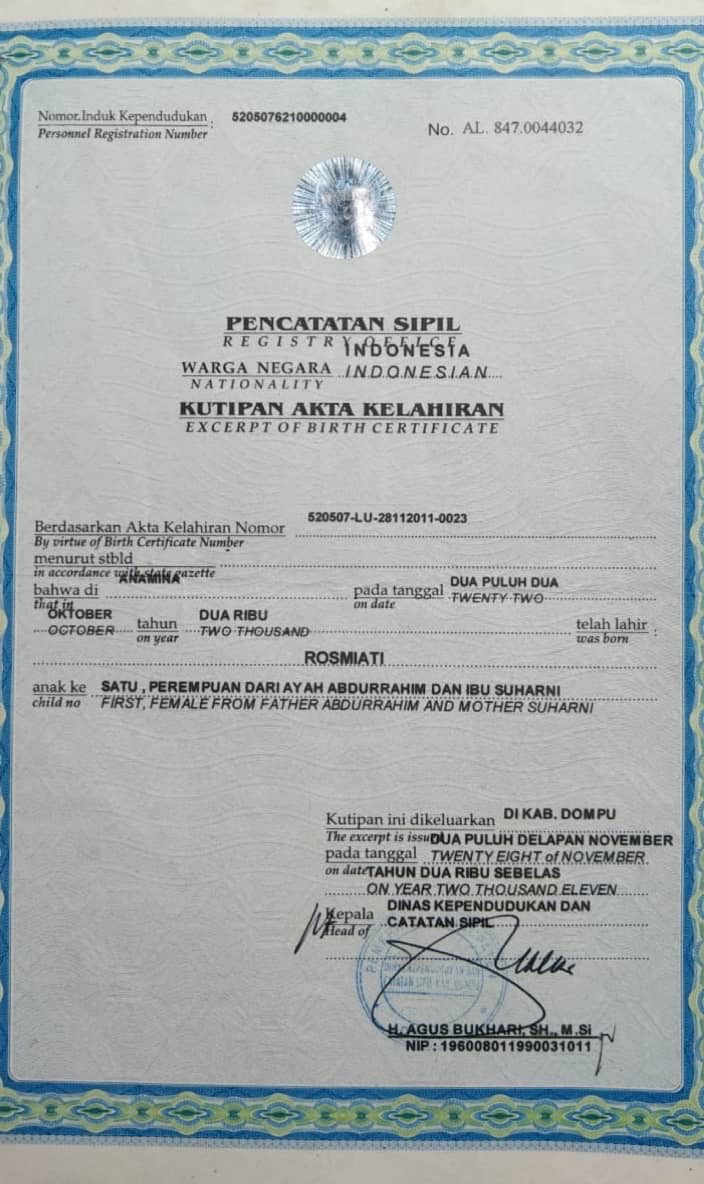 Nomor Induk Kependudukan : 5205076210000004
Personnel Registration Number
No. AL. 847.0044032
PENCATATAN SIPIL
REGISTRY OFFICE
INDONESIA
WARGA NEGARA INDONESIAN
NATIONALITY
KUTIPAN AKTA KELAHIRAN
EXCERPT OF BIRTH CERTIFICATE
520507-LU-28112011-0023
Berdasarkan Akta Kelahiran Nomor
By virtue of Birth Certificate Number
menurut stbld
in accordance with state gazette
ANAMINA
bahwa di pada tanggal DUA PULUH DUA
that in on date TWENTY TWO
OKTOBER tahun DUA RIBU telah lahir :
OCTOBER on year TWO THOUSAND was born
ROSMIATI
anak ke SATU , PEREMPUAN DARI AYAH ABDURRAHIM DAN IBU SUHARNI
child no FIRST, FEMALE FROM FATHER ABDURRAHIM AND MOTHER SUHARNI
Kutipan ini dikeluarkan DI KAB. DOMPU
The excerpt is issu DUA PULUH DELAPAN NOVEMBER
pada tanggal TWENTY EIGHT of NOVEMBER
on date TAHUN DUA RIBU SEBELAS
ON YEAR TWO THOUSAND ELEVEN
Kepala DINAS KEPENDUDUKAN DAN
Head of CATATAN SIPIL
H. AGUS BUKHARI, SH., M.Si
NIP : 196008011990031011